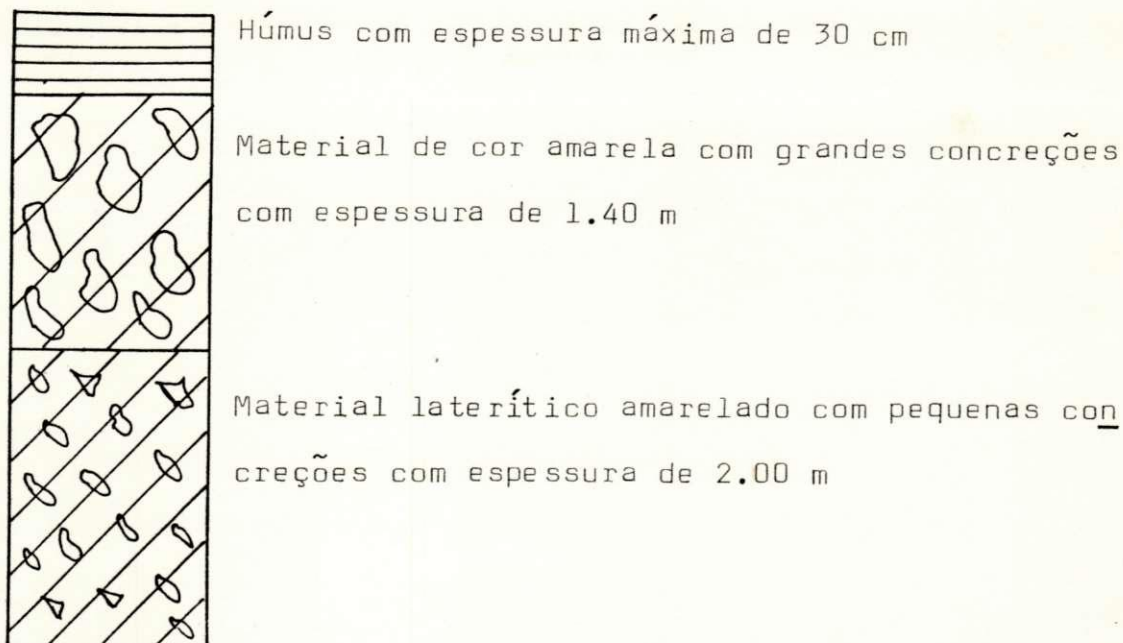 Húmus com espessura máxima de 30 cm
Material de cor amarela com grandes concreções
com espessura de 1.40 m
Material laterítico amarelado com pequenas con
creções com espessura de 2.00 m